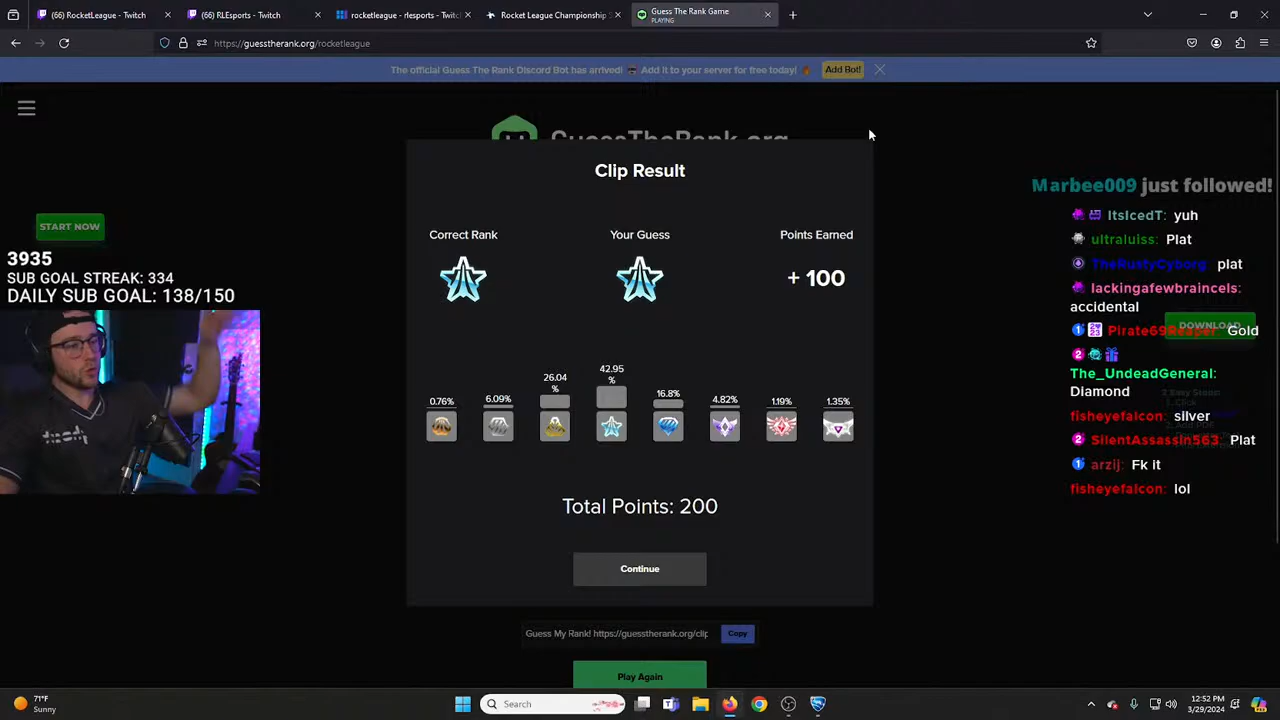 (70) RocketLeague - Twitch
(66) RLEsports - Twitch
rocketleague - rlesports - Twitc
Rocket League Championship S
Guess The Rank Game
PLAYING
https://guesstherank.org/rocketleague
The official Guess The Rank Discord Bot has arrived! Add it to your server for free today!
Add Bot!
GuessTheRank.org
START NOW
3935
SUB GOAL STREAK: 334
DAILY SUB GOAL: 138/150
Clip Result
Correct Rank
Your Guess
Points Earned
+ 100
0.76%
6.09%
26.04
%
42.95
%
16.8%
4.82%
1.19%
1.35%
Total Points: 200
Continue
Guess My Rank! https://guesstherank.org/clip
Copy
Play Again
Marbee009 just followed!
ItsIcedT: yuh
ultraluiss: Plat
TheRustyCyborg: plat
lackingafewbraincels:
accidental
Pirate69Reaper Gold
DOWNLOAD
The_UndeadGeneral:
Diamond
fisheyefalcon: silver
SilentAssassin563 Plat
arzij: Fk it
fisheyefalcon: lol
71°F
Sunny
Search
12:52 PM
3/29/2024